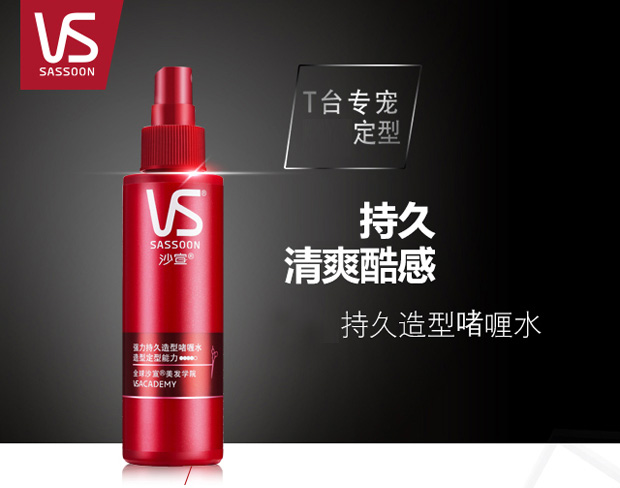 VS
SASSOON
T台专宠
定型
持久
清爽酷感
持久造型啫喱水
VS®
SASSOON
沙宣®
强力持久造型啫喱水
造型定型能力●●●●○
全球沙宣®美发学院
VSACADEMY